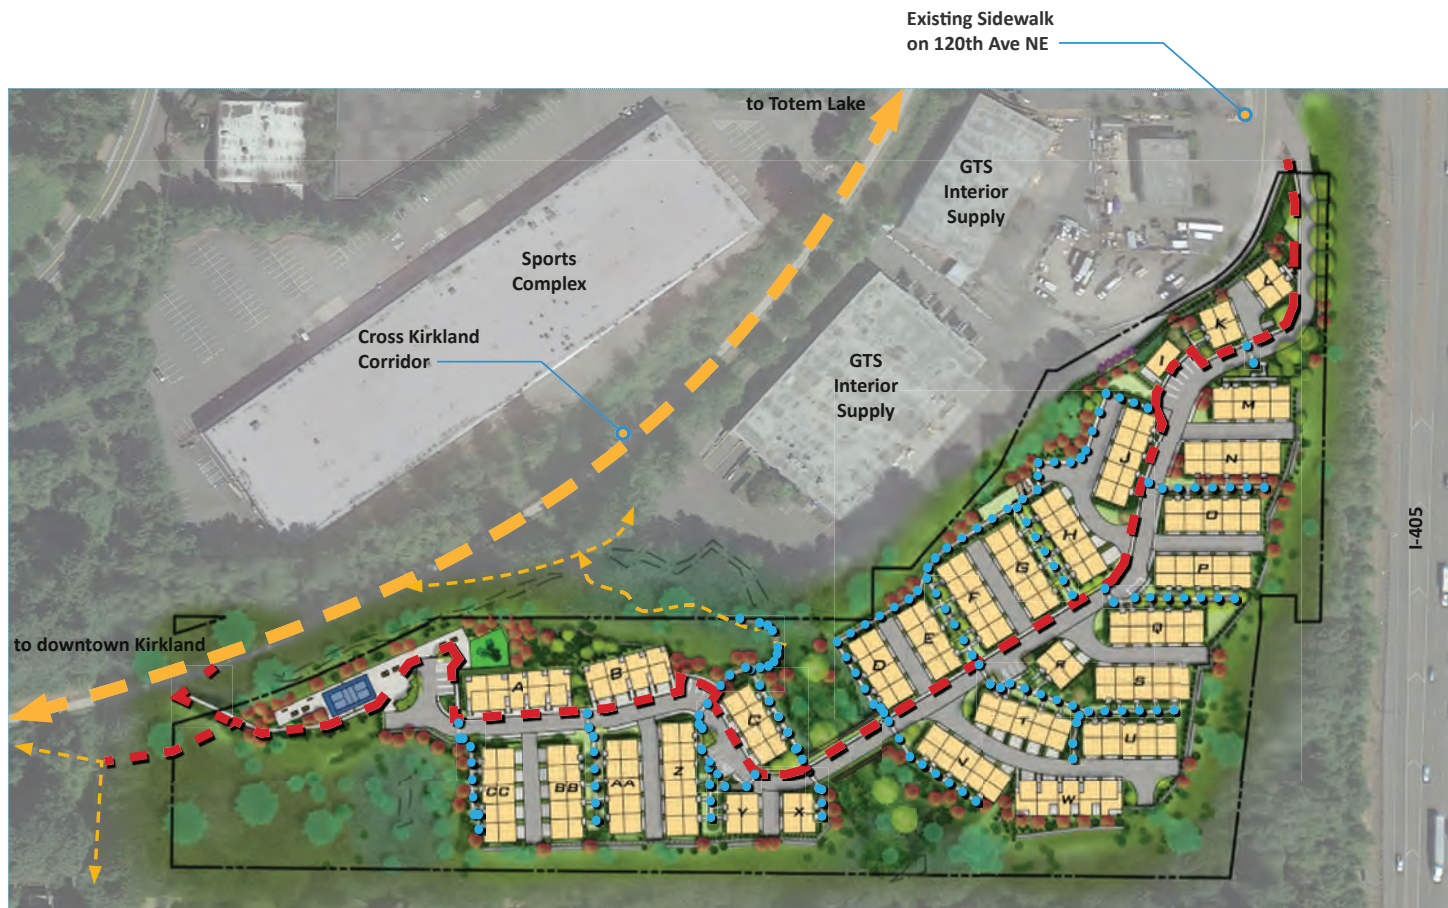 Existing Sidewalk
on 120th Ave NE
to Totem Lake
GTS
Interior
Supply
Sports
Complex
Cross Kirkland
Corridor
GTS
Interior
Supply
I-405
to downtown Kirkland
L
K
I
M
J
N
O
H
P
G
F
Q
E
R
D
S
A
B
C
T
U
V
W
Z
AA
BB
CC
Y
X